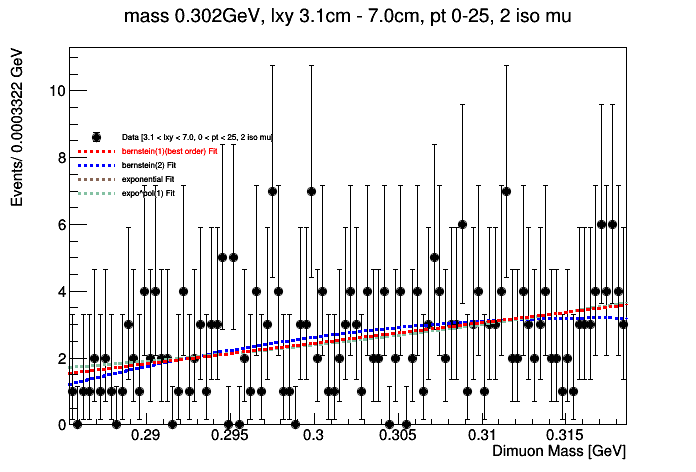 mass 0.302GeV, lxy 3.1cm - 7.0cm, pt 0-25, 2 iso mu
Events/ 0.0003322 GeV
10
8
6
4
2
0
Data [3.1 < lxy < 7.0, 0 < pt < 25, 2 iso mu]
bernstein(1)(best order) Fit
bernstein(2) Fit
exponential Fit
expo*pol(1) Fit
0.29 0.295 0.3 0.305 0.31 0.315
Dimuon Mass [GeV]